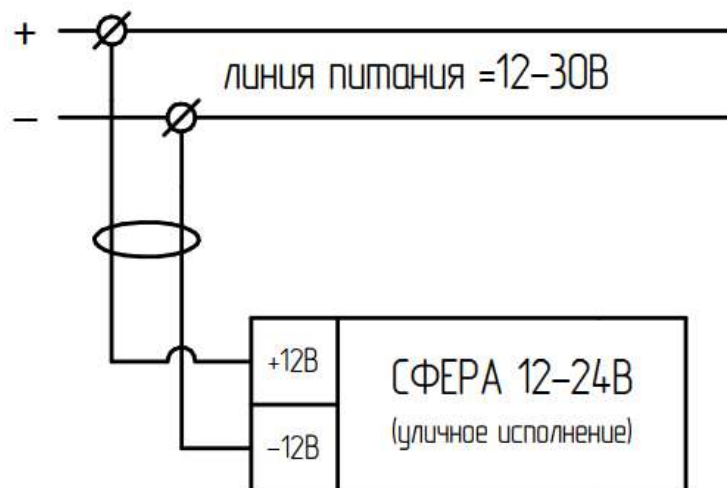 +
линия питания =12-30В
–
+12В
СФЕРА 12-24В
(уличное исполнение)
-12В